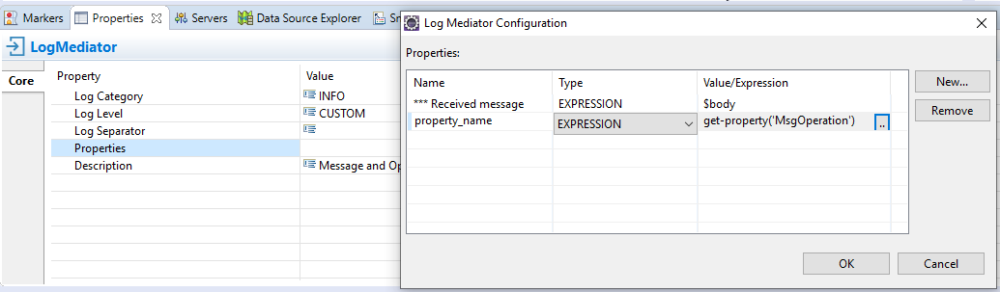 Markers Properties Servers Data Source Explorer
LogMediator
Core
Property Value
Log Category INFO
Log Level CUSTOM
Log Separator
Properties
Description Message and Op
Log Mediator Configuration
Properties:
Name Type Value/Expression
*** Received message EXPRESSION $body
property_name EXPRESSION get-property('MsgOperation') ..
New...
Remove
OK Cancel